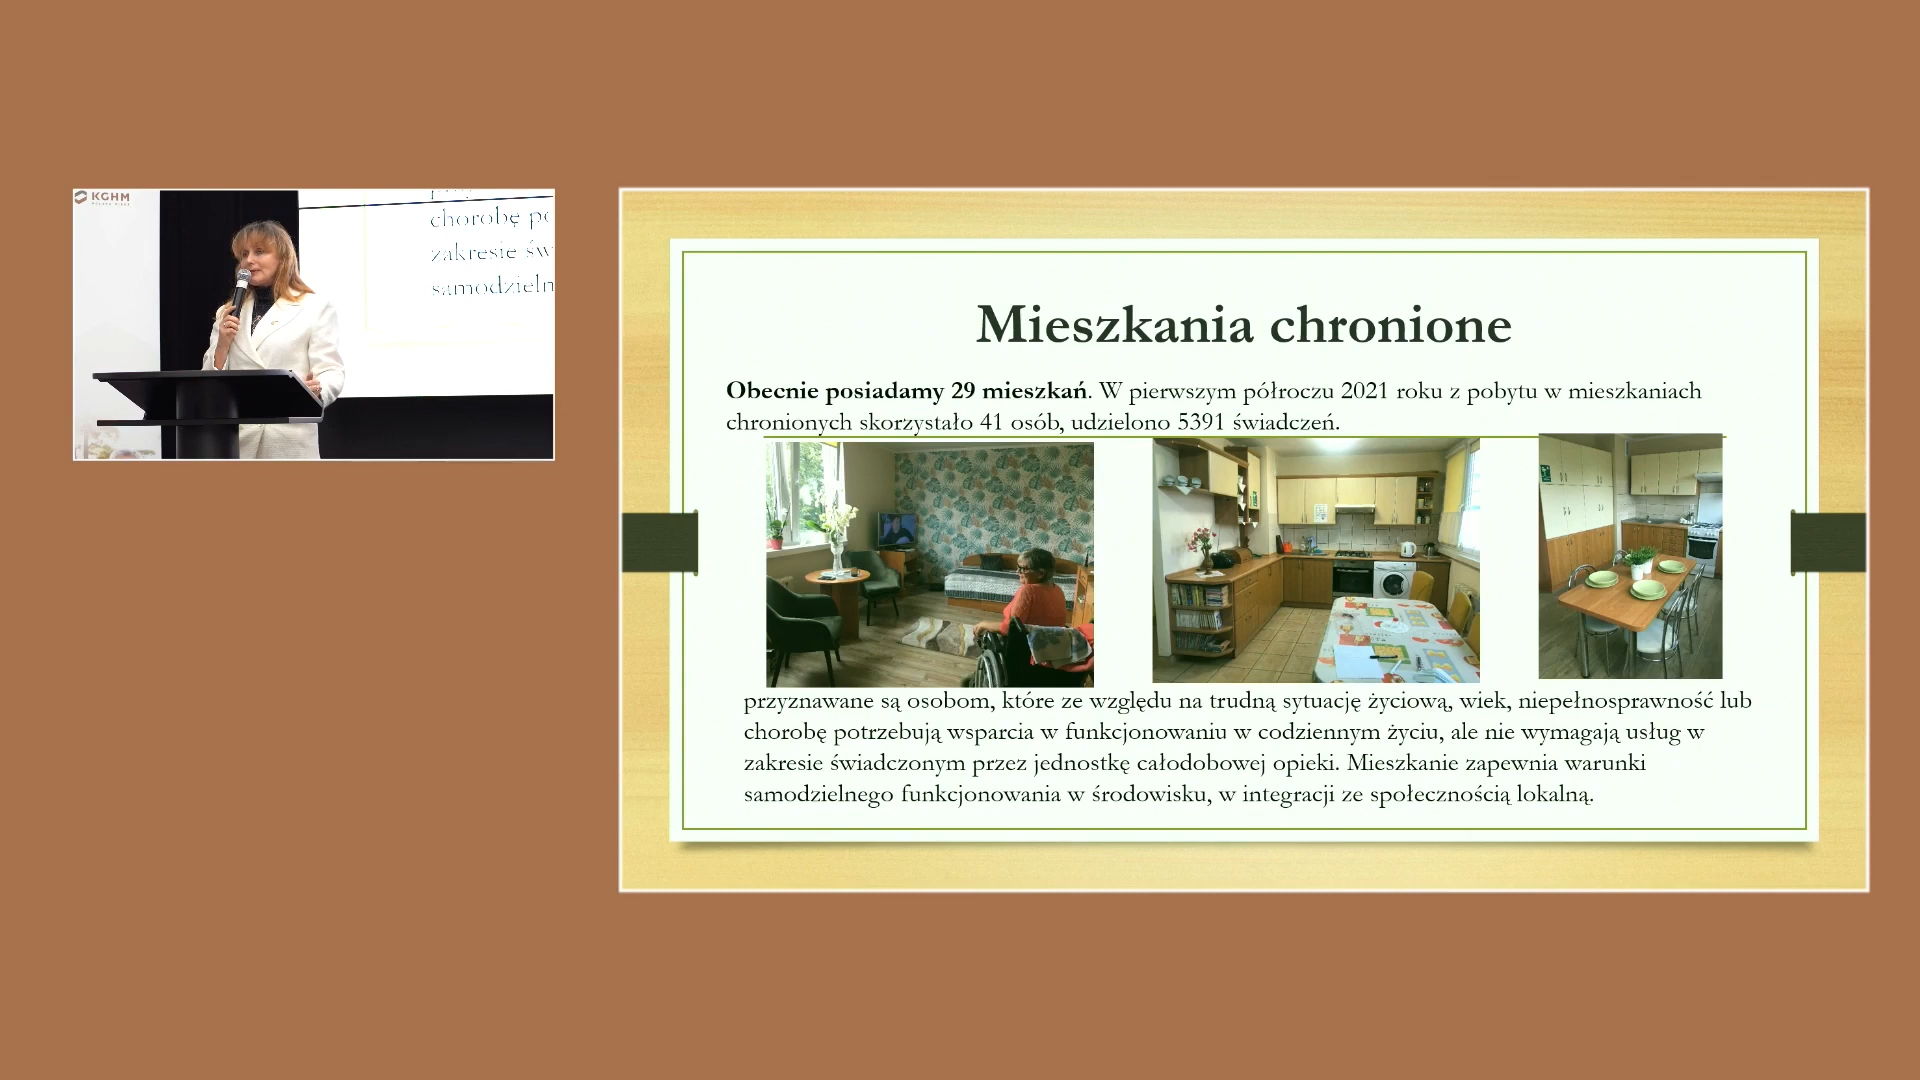 KGHM
POLSKA MIEDŹ
chorobę po
zakresie św
samodzieln
Mieszkania chronione
Obecnie posiadamy 29 mieszkań. W pierwszym półroczu 2021 roku z pobytu w mieszkaniach
chronionych skorzystało 41 osób, udzielono 5391 świadczeń.
przyznawane są osobom, które ze względu na trudną sytuację życiową, wiek, niepełnosprawność lub
chorobę potrzebują wsparcia w funkcjonowaniu w codziennym życiu, ale nie wymagają usług w
zakresie świadczonym przez jednostkę całodobowej opieki. Mieszkanie zapewnia warunki
samodzielnego funkcjonowania w środowisku, w integracji ze społecznością lokalną.